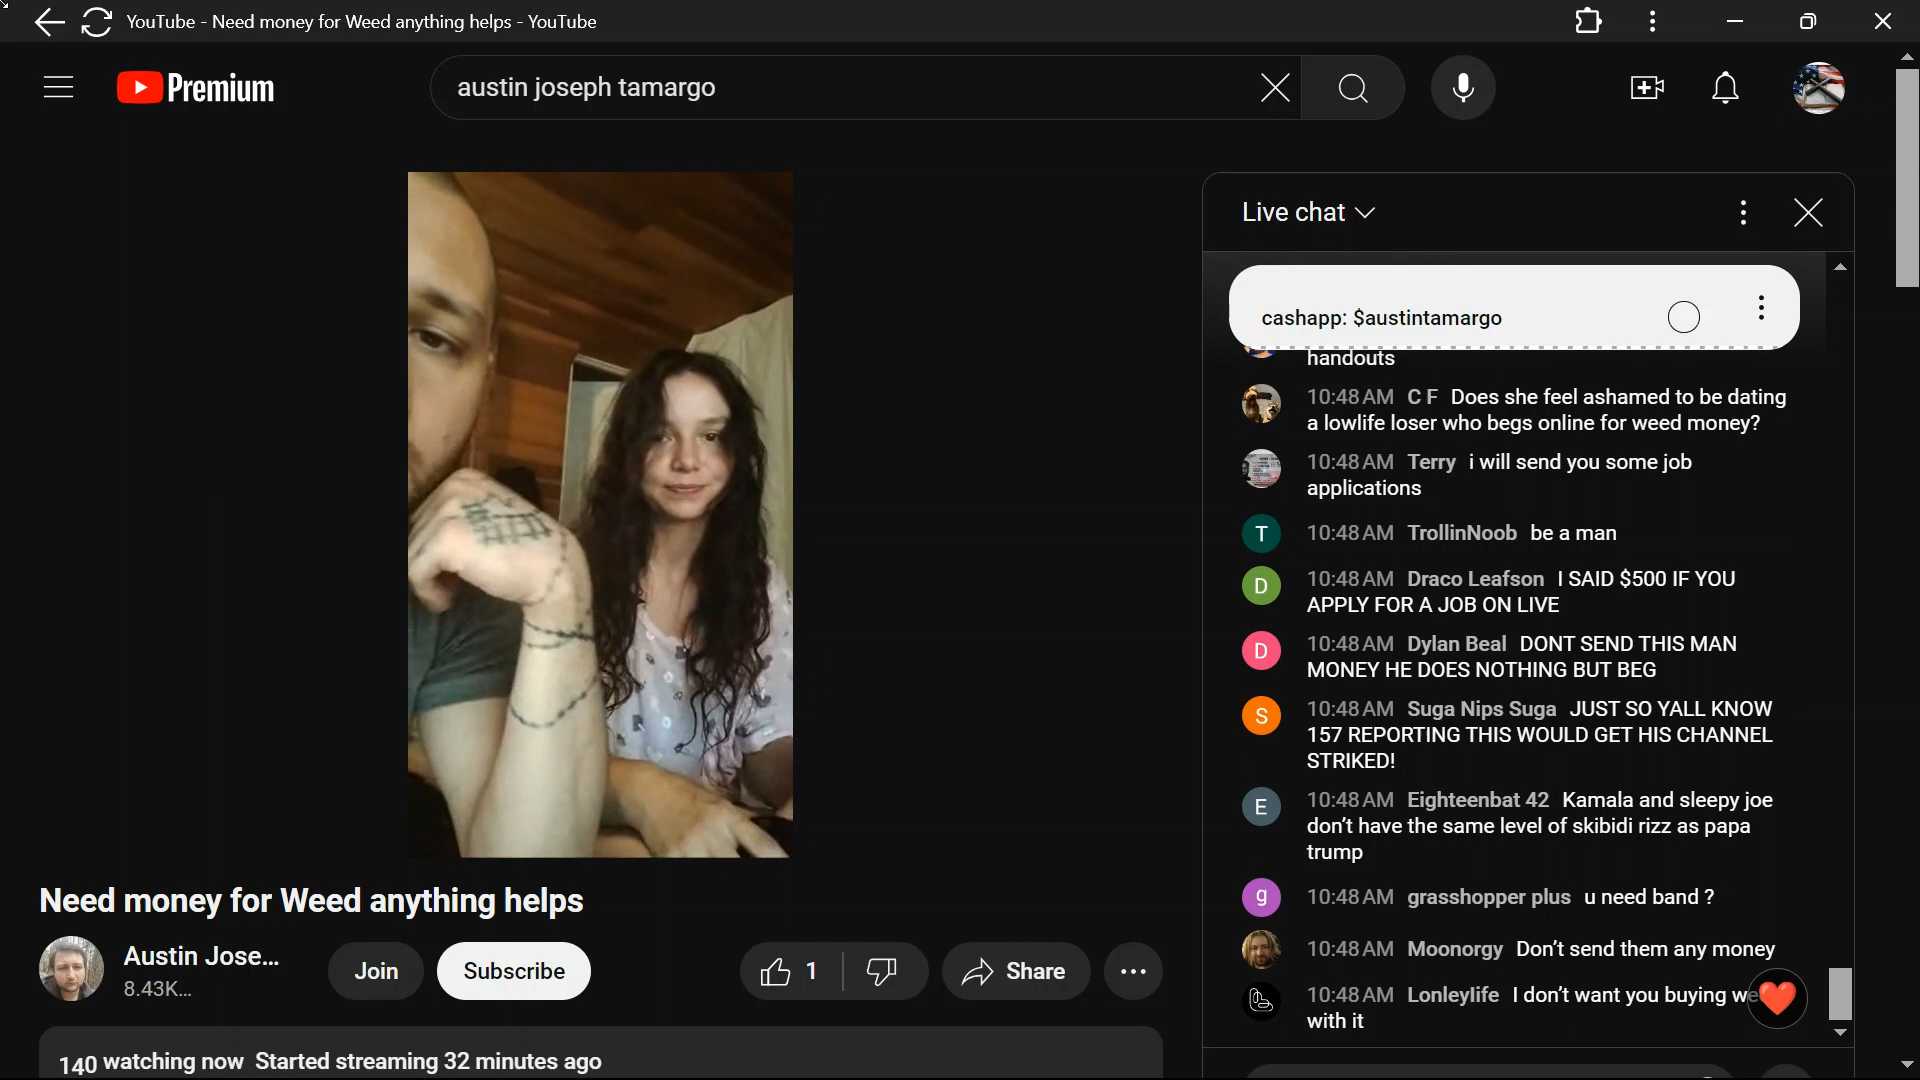 YouTube - Need money for Weed anything helps - YouTube
Premium
austin joseph tamargo
Live chat
cashapp: $austintamargo
handouts
10:48 AM C F Does she feel ashamed to be dating
a lowlife loser who begs online for weed money?
10:48 AM Terry i will send you some job
applications
T 10:48 AM TrollinNoob be a man
D 10:48 AM Draco Leafson I SAID $500 IF YOU
APPLY FOR A JOB ON LIVE
D 10:48 AM Dylan Beal DONT SEND THIS MAN
MONEY HE DOES NOTHING BUT BEG
S 10:48 AM Suga Nips Suga JUST SO YALL KNOW
157 REPORTING THIS WOULD GET HIS CHANNEL
STRIKED!
E 10:48 AM Eighteenbat 42 Kamala and sleepy joe
don't have the same level of skibidi rizz as papa
trump
g 10:48 AM grasshopper plus u need band ?
10:48 AM Moonorgy Don't send them any money
10:48 AM Lonleylife I don't want you buying
with it
Need money for Weed anything helps
Austin Jose...
8.43K...
Join
Subscribe
1
Share
140 watching now Started streaming 32 minutes ago